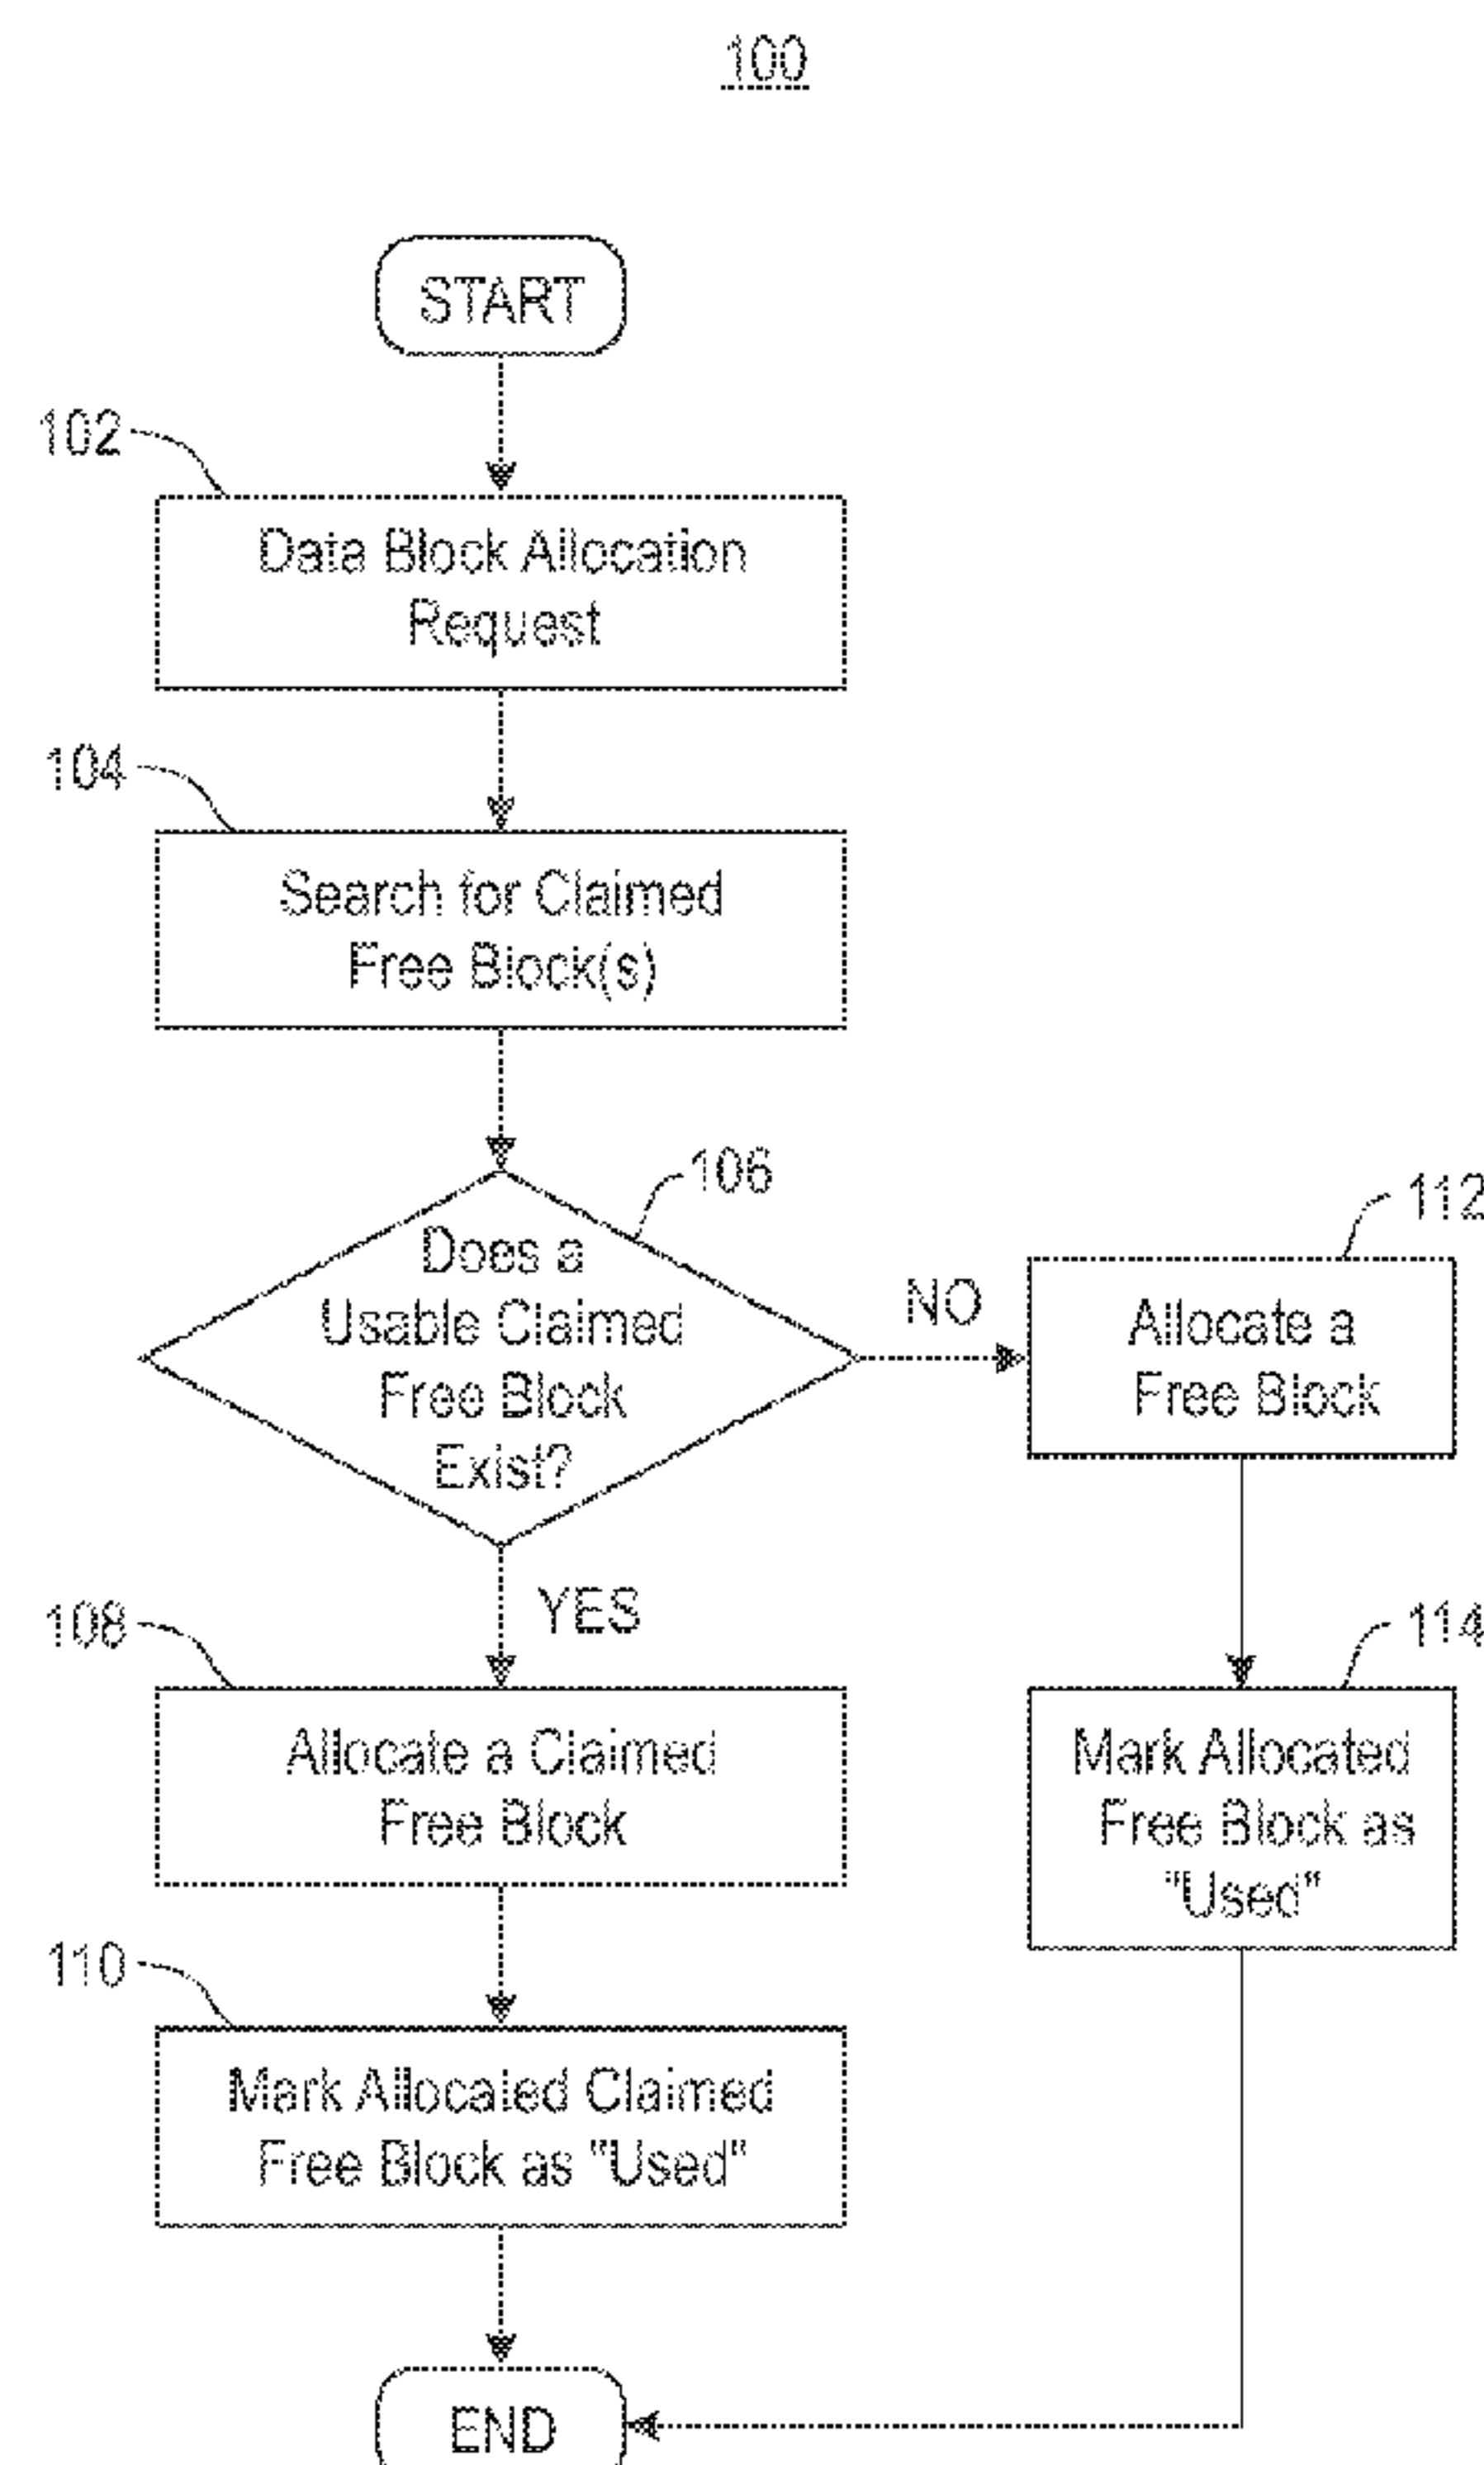 100
START
102
Data Block Allocation
Request
104
Search for Claimed
Free Block(s)
106
Does a
Usable Claimed
Free Block
Exist?
NO
112
Allocate a
Free Block
YES
108
Allocate a Claimed
Free Block
114
Mark Allocated
Free Block as
"Used"
110
Mark Allocated Claimed
Free Block as "Used"
END